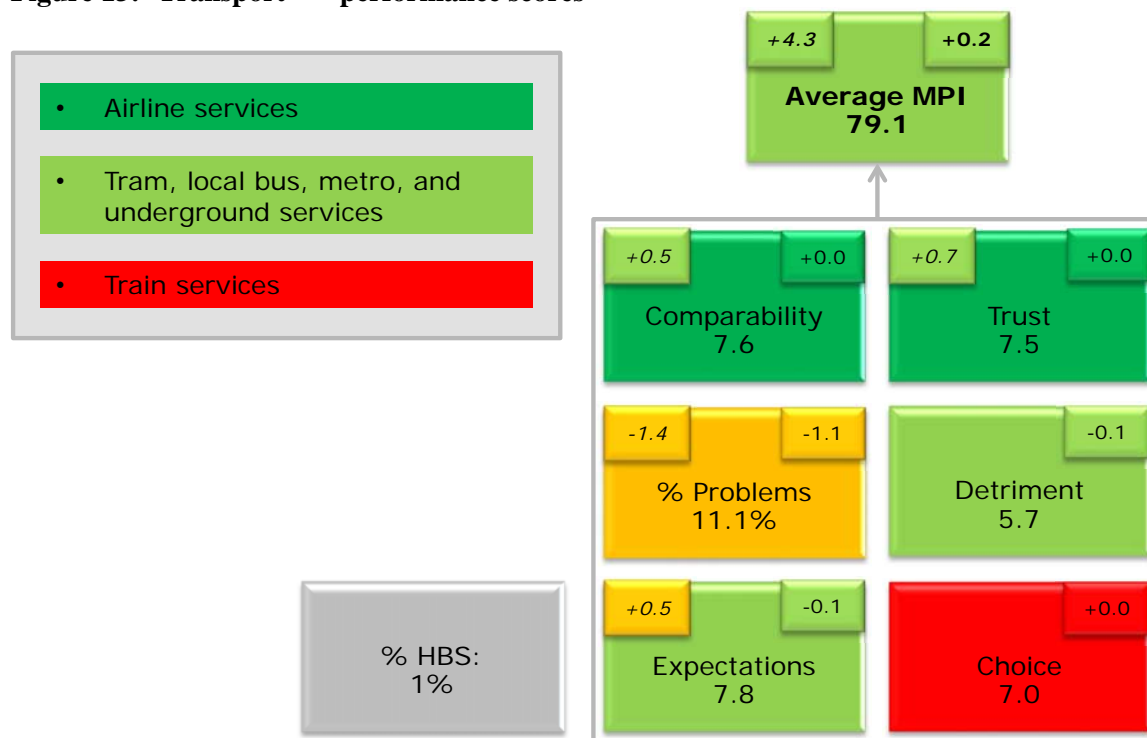 +4.3
+0.2
Average MPI
79.1
• Airline services
• Tram, local bus, metro, and
underground services
• Train services
+0.5
+0.0
Comparability
7.6
+0.7
+0.0
Trust
7.5
-1.4
-1.1
% Problems
11.1%
-0.1
Detriment
5.7
% HBS:
1%
+0.5
-0.1
Expectations
7.8
+0.0
Choice
7.0